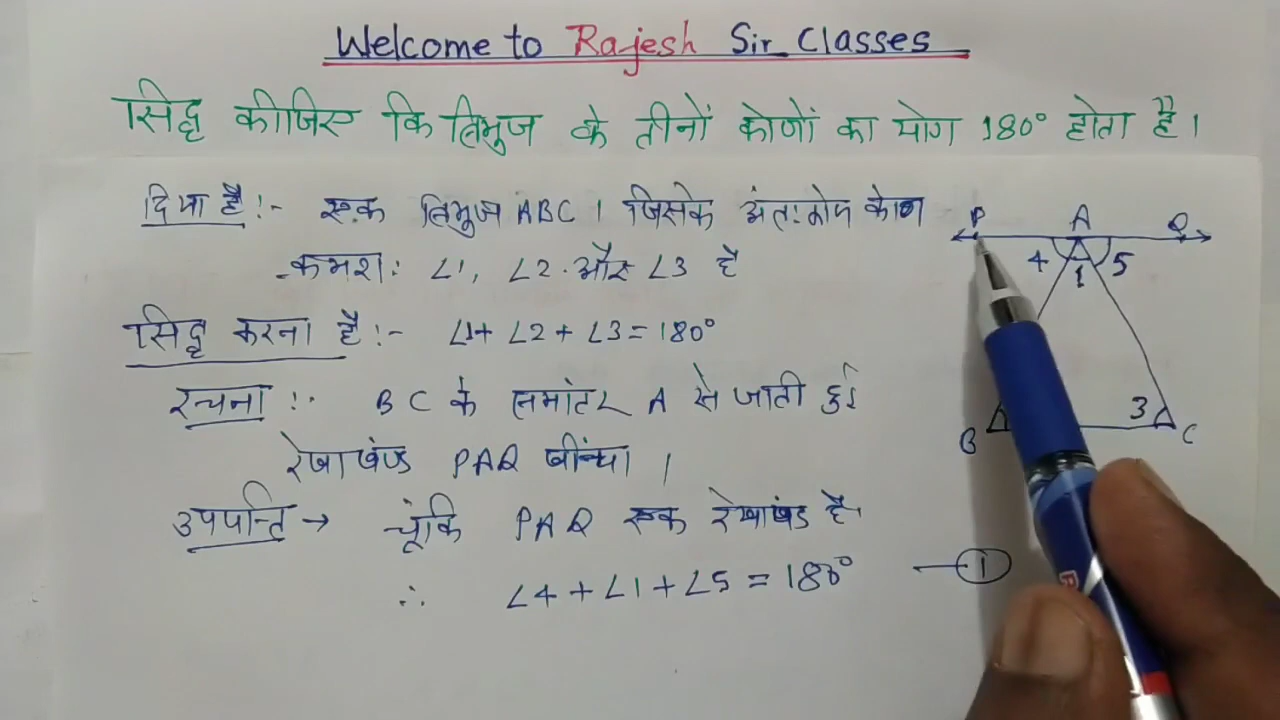 Welcome to Rajesh Sir Classes
सिद्ध कीजिए कि त्रिभुज के तीनों कोणों का योग 180° होता है।
दिया है:- एक त्रिभुज ABC । जिसके अंतः कोण
क्रमशः ∠1, ∠2. और ∠3 है
सिद्ध करना है:- ∠1+ ∠2 + ∠3 = 180°
रचना :- BC के समांतर A से जाती हुई
रेखाखंड PAQ खींचा ।
उपपत्ति → चूंकि PAQ एक रेखाखंड है।
∴ ∠4 + ∠1 + ∠5 = 180° —①
P A Q
4 1 5
3
B C